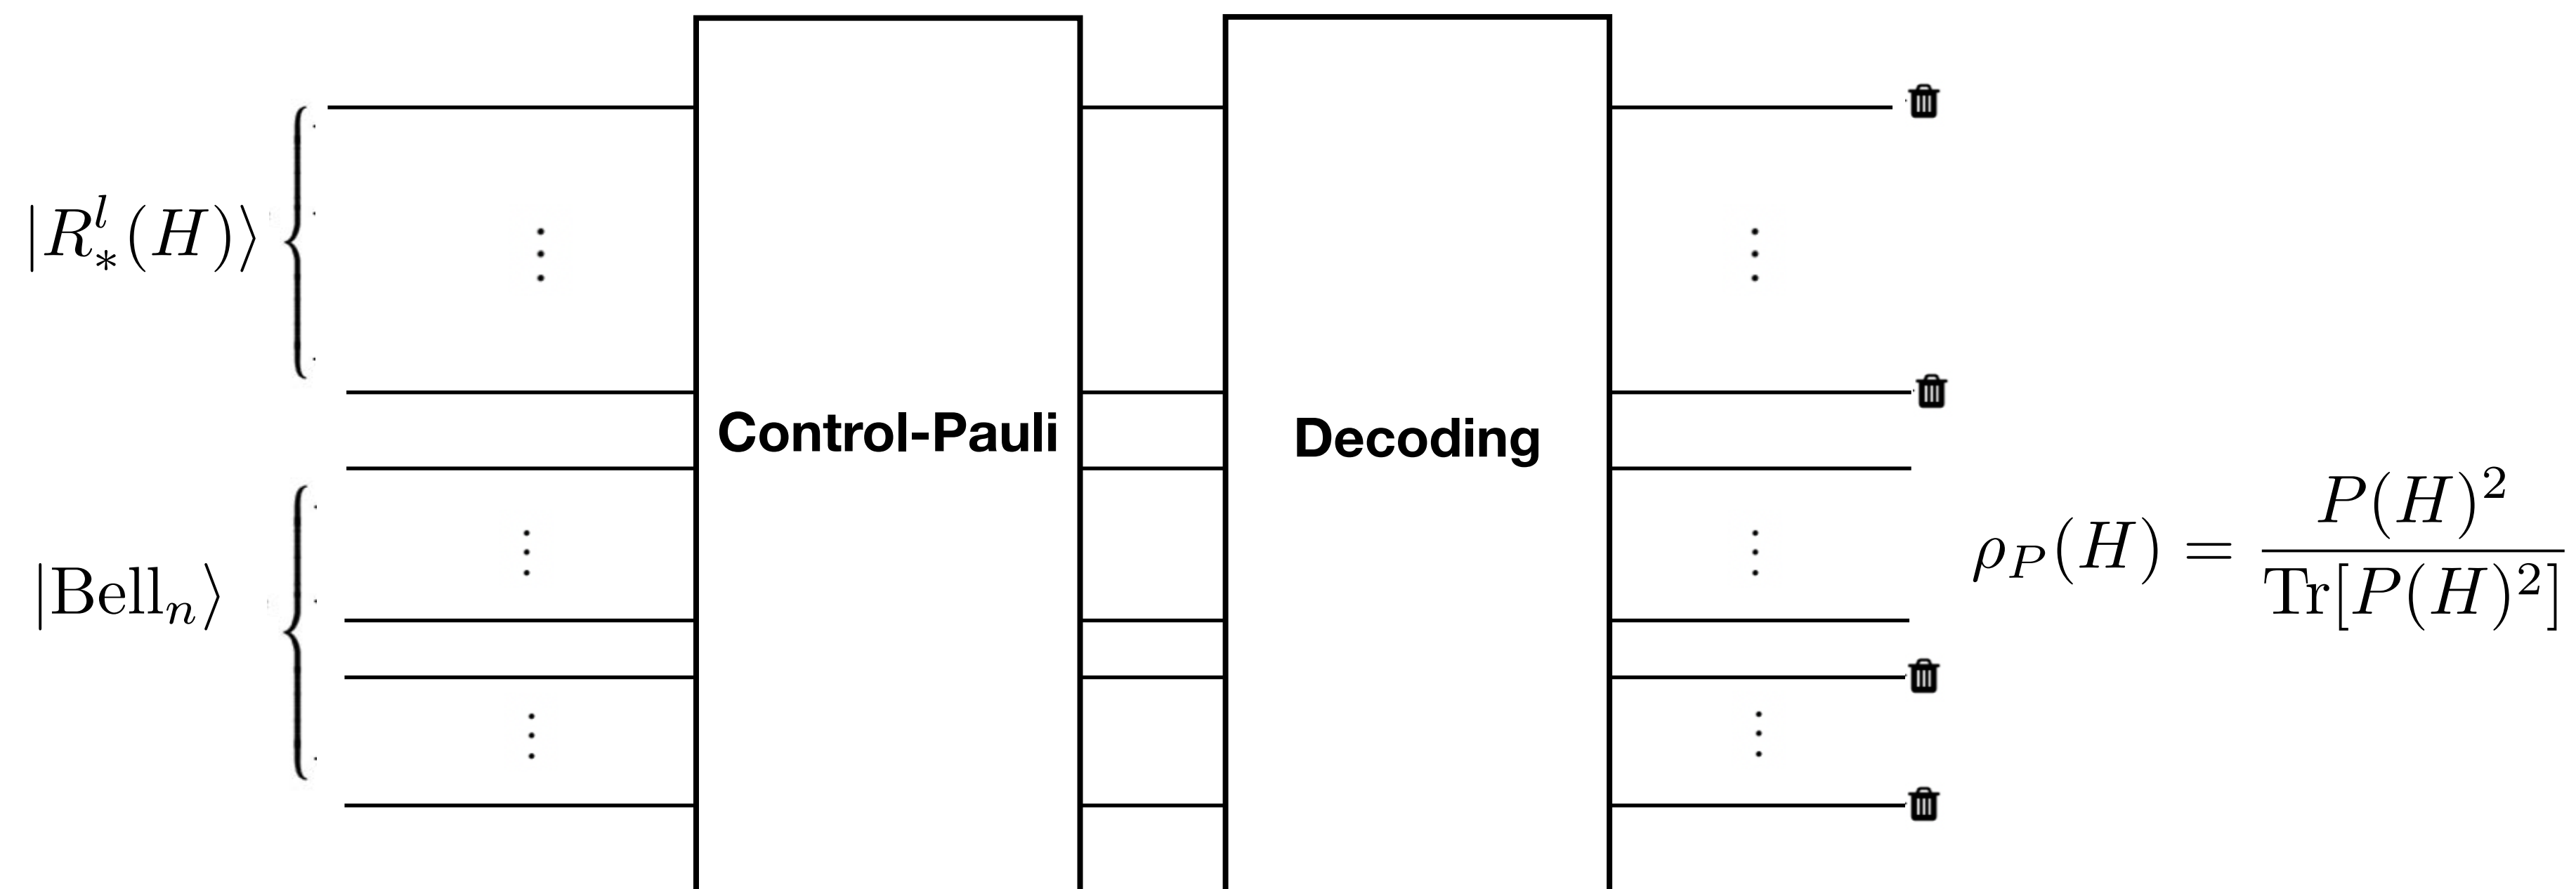 |R^l_*(H)⟩
Control-Pauli
Decoding
|Bell_n⟩
ρ_P(H) = P(H)^2 / Tr[P(H)^2]